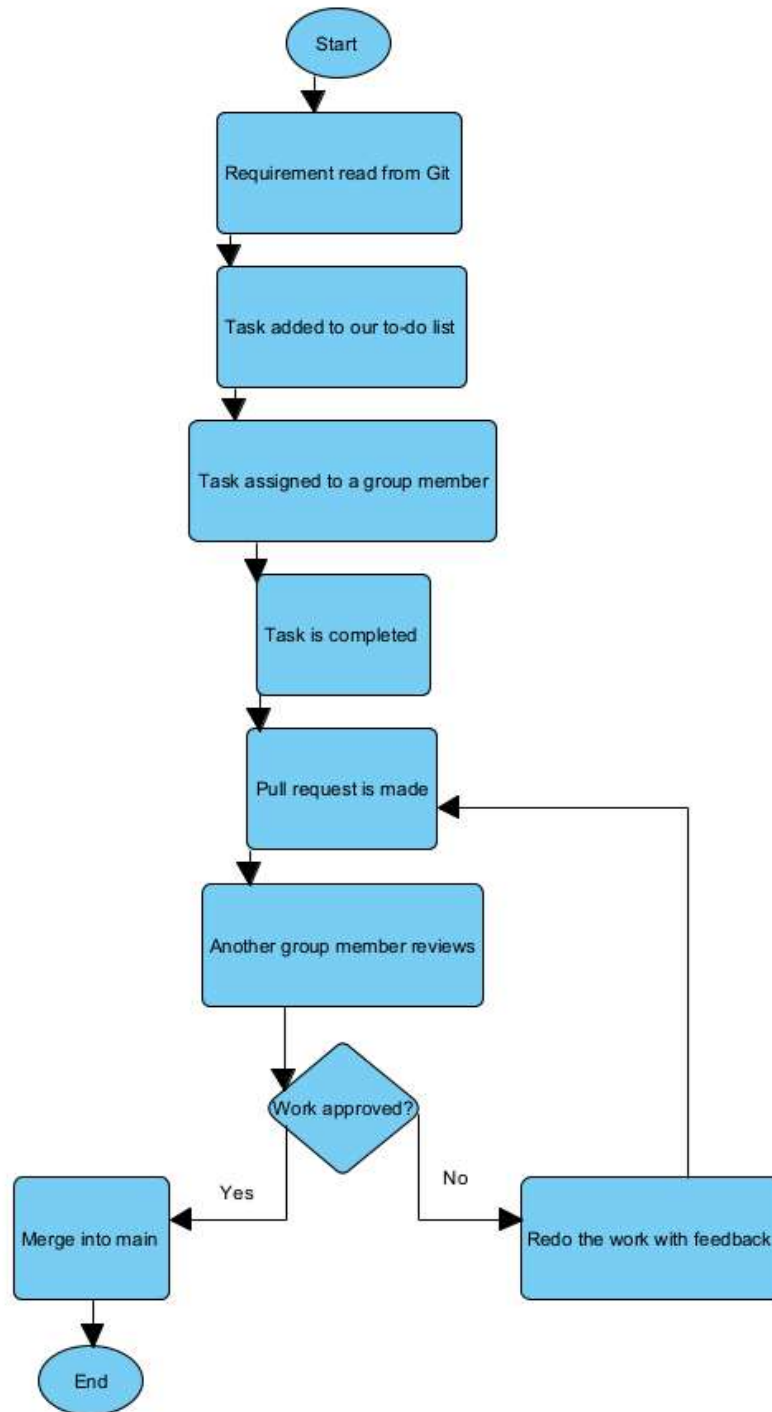 Start
Requirement read from Git
Task added to our to-do list
Task assigned to a group member
Task is completed
Pull request is made
Another group member reviews
Work approved?
Yes
No
Merge into main
Redo the work with feedback
End